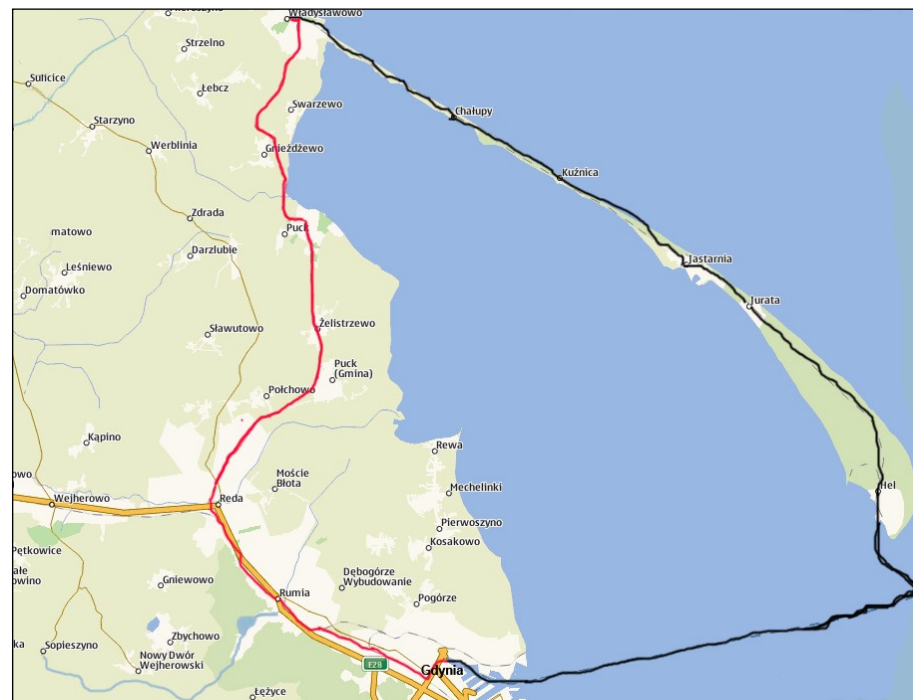 Władysławowo
Strzelno
Sulicice
Łebcz
Swarzewo
Starzyno
Werblinia
Gnieżdżewo
Chałupy
Kuźnica
Zdrada
Puck
matowo
Darzlubie
Leśniewo
Jastarnia
Domatówko
Jurata
Żelistrzewo
Sławutowo
Puck
(Gmina)
Połchowo
Kąpino
Rewa
owo
Moście
Błota
Wejherowo
Reda
Mechelinki
Hel
Pierwoszyno
Kosakowo
Pętkowice
ałe
owino
Gniewowo
Dębogórze
Wybudowanie
Rumia
Pogórze
Zbychowo
ka
Sopieszyno
Nowy Dwór
Wejherowski
E28
Gdynia
Łężyce